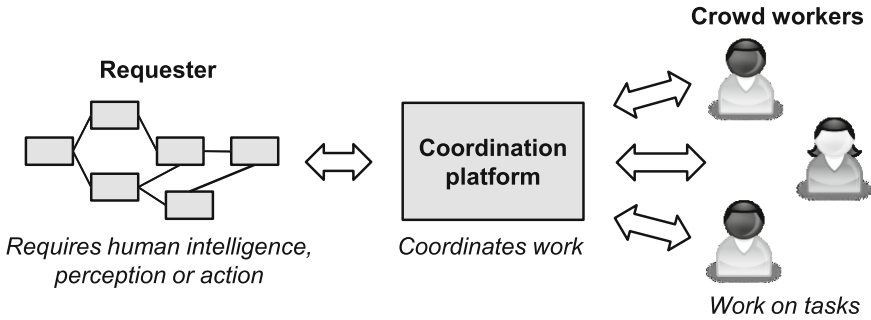 Requester
Requires human intelligence,
perception or action
Coordination
platform
Coordinates work
Crowd workers
Work on tasks